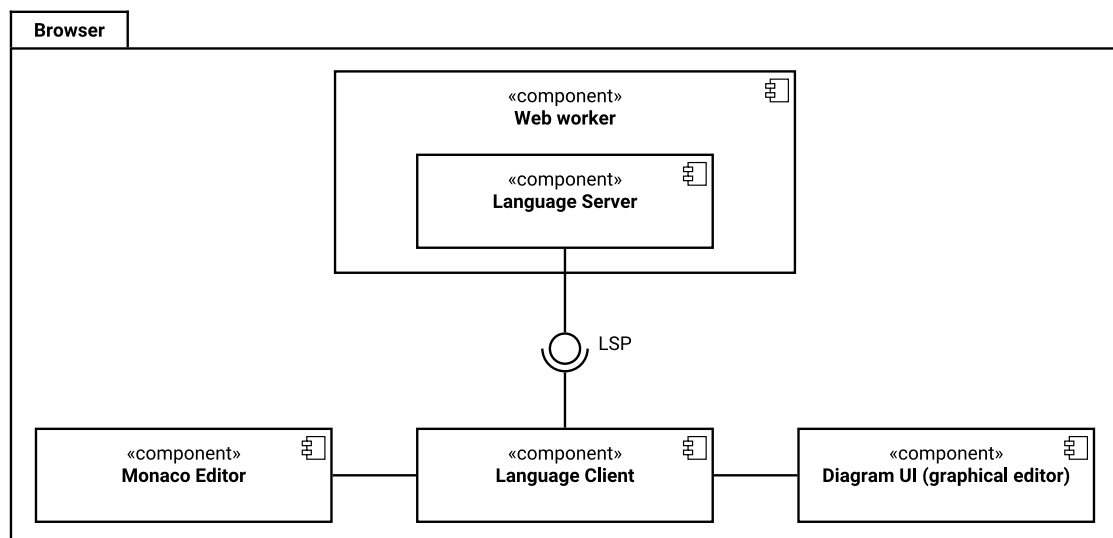 Browser
«component»
Web worker
«component»
Language Server
LSP
«component»
Monaco Editor
«component»
Language Client
«component»
Diagram UI (graphical editor)